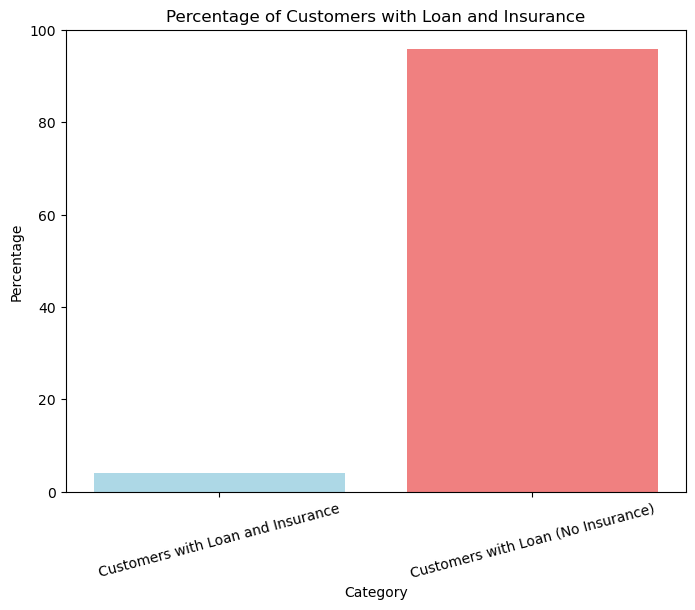 Percentage of Customers with Loan and Insurance
100
80
60
40
20
0
Percentage
Customers with Loan and Insurance
Customers with Loan (No Insurance)
Category